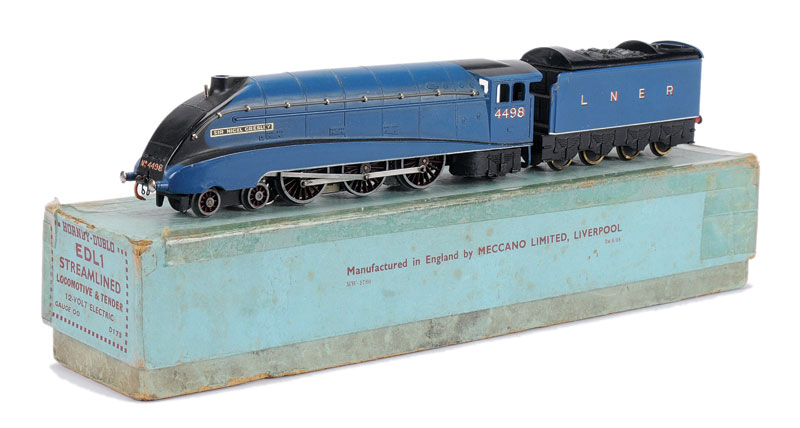 SIR NIGEL GRESLEY
No. 4498
4498
L N E R
HORNBY-DUBLO
EDL1
STREAMLINED
LOCOMOTIVE & TENDER
12-VOLT ELECTRIC
GAUGE OO
D172
Manufactured in England by MECCANO LIMITED, LIVERPOOL